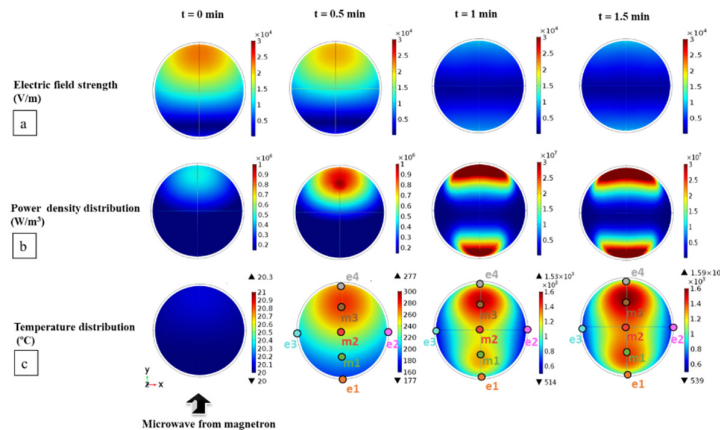 t = 0 min
t = 0.5 min
t = 1 min
t = 1.5 min
Electric field strength
(V/m)
a
×10⁴
3
2.5
2
1.5
1
0.5
×10⁴
3
2.5
2
1.5
1
0.5
×10⁴
3
2.5
2
1.5
1
0.5
×10⁴
3
2.5
2
1.5
1
0.5
Power density distribution
(W/m³)
b
×10⁶
1
0.9
0.8
0.7
0.6
0.5
0.4
0.3
0.2
×10⁶
1
0.9
0.8
0.7
0.6
0.5
0.4
0.3
0.2
×10⁷
3
2.5
2
1.5
1
0.5
×10⁷
3
2.5
2
1.5
1
0.5
Temperature distribution
(ºC)
c
▲ 20.3
21
20.9
20.8
20.7
20.6
20.5
20.4
20.3
20.2
20.1
20
▼ 20
e4
m3
m2
m1
e3
e2
e1
▲ 277
300
280
260
240
220
200
180
160
▼ 177
e4
m3
m2
m1
e3
e2
e1
▲ 1.53×10³
1.6
1.4
1.2
1
0.8
0.6
▼ 514
e4
m3
m2
m1
e3
e2
e1
▲ 1.59×10³
×10³
1.6
1.4
1.2
1
0.8
0.6
▼ 539
y
z
x
Microwave from magnetron